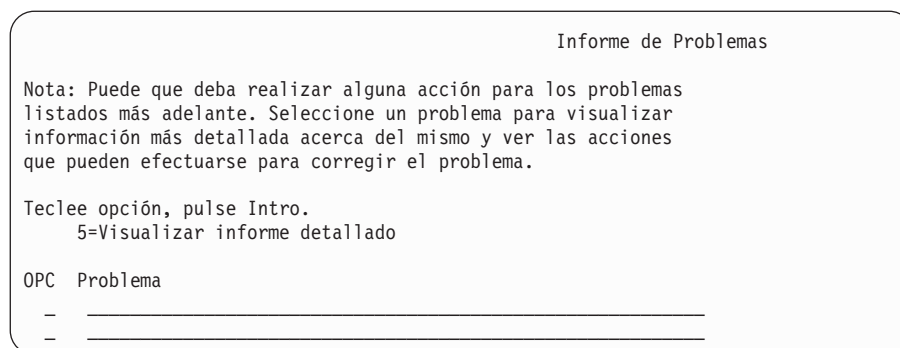 Informe de Problemas
Nota: Puede que deba realizar alguna acción para los problemas
listados más adelante. Seleccione un problema para visualizar
información más detallada acerca del mismo y ver las acciones
que pueden efectuarse para corregir el problema.
Teclee opción, pulse Intro.
5=Visualizar informe detallado
OPC Problema